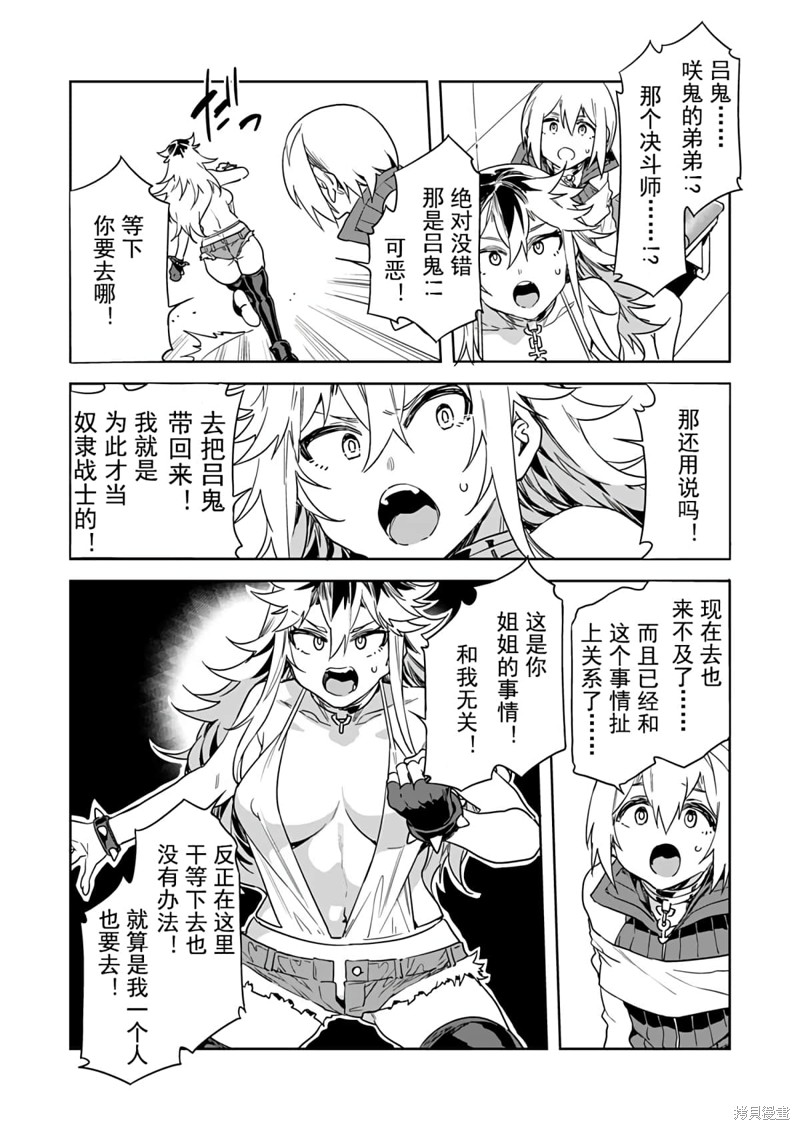 吕鬼……
咲鬼的弟弟!?
那个决斗师……!?
绝对没错
那是吕鬼!!
可恶！
だっ
等下
你要去哪！
那还用说吗！
去把吕鬼
带回来！
我就是
为此才当
奴隶战士的！
现在去也
来不及了……
而且已经和
这个事情扯
上关系了……
这是你
姐姐的事情！
和我无关！
反正在这里
干等下去也
没有办法！
就算是我一个人
也要去！
拷贝漫畫